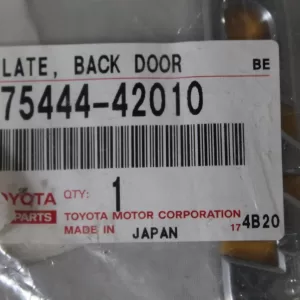 LATE, BACK DOOR BE
75444-42010
TOYOTA QTY: 1
PARTS TOYOTA MOTOR CORPORATION
MADE IN JAPAN 17 4B20